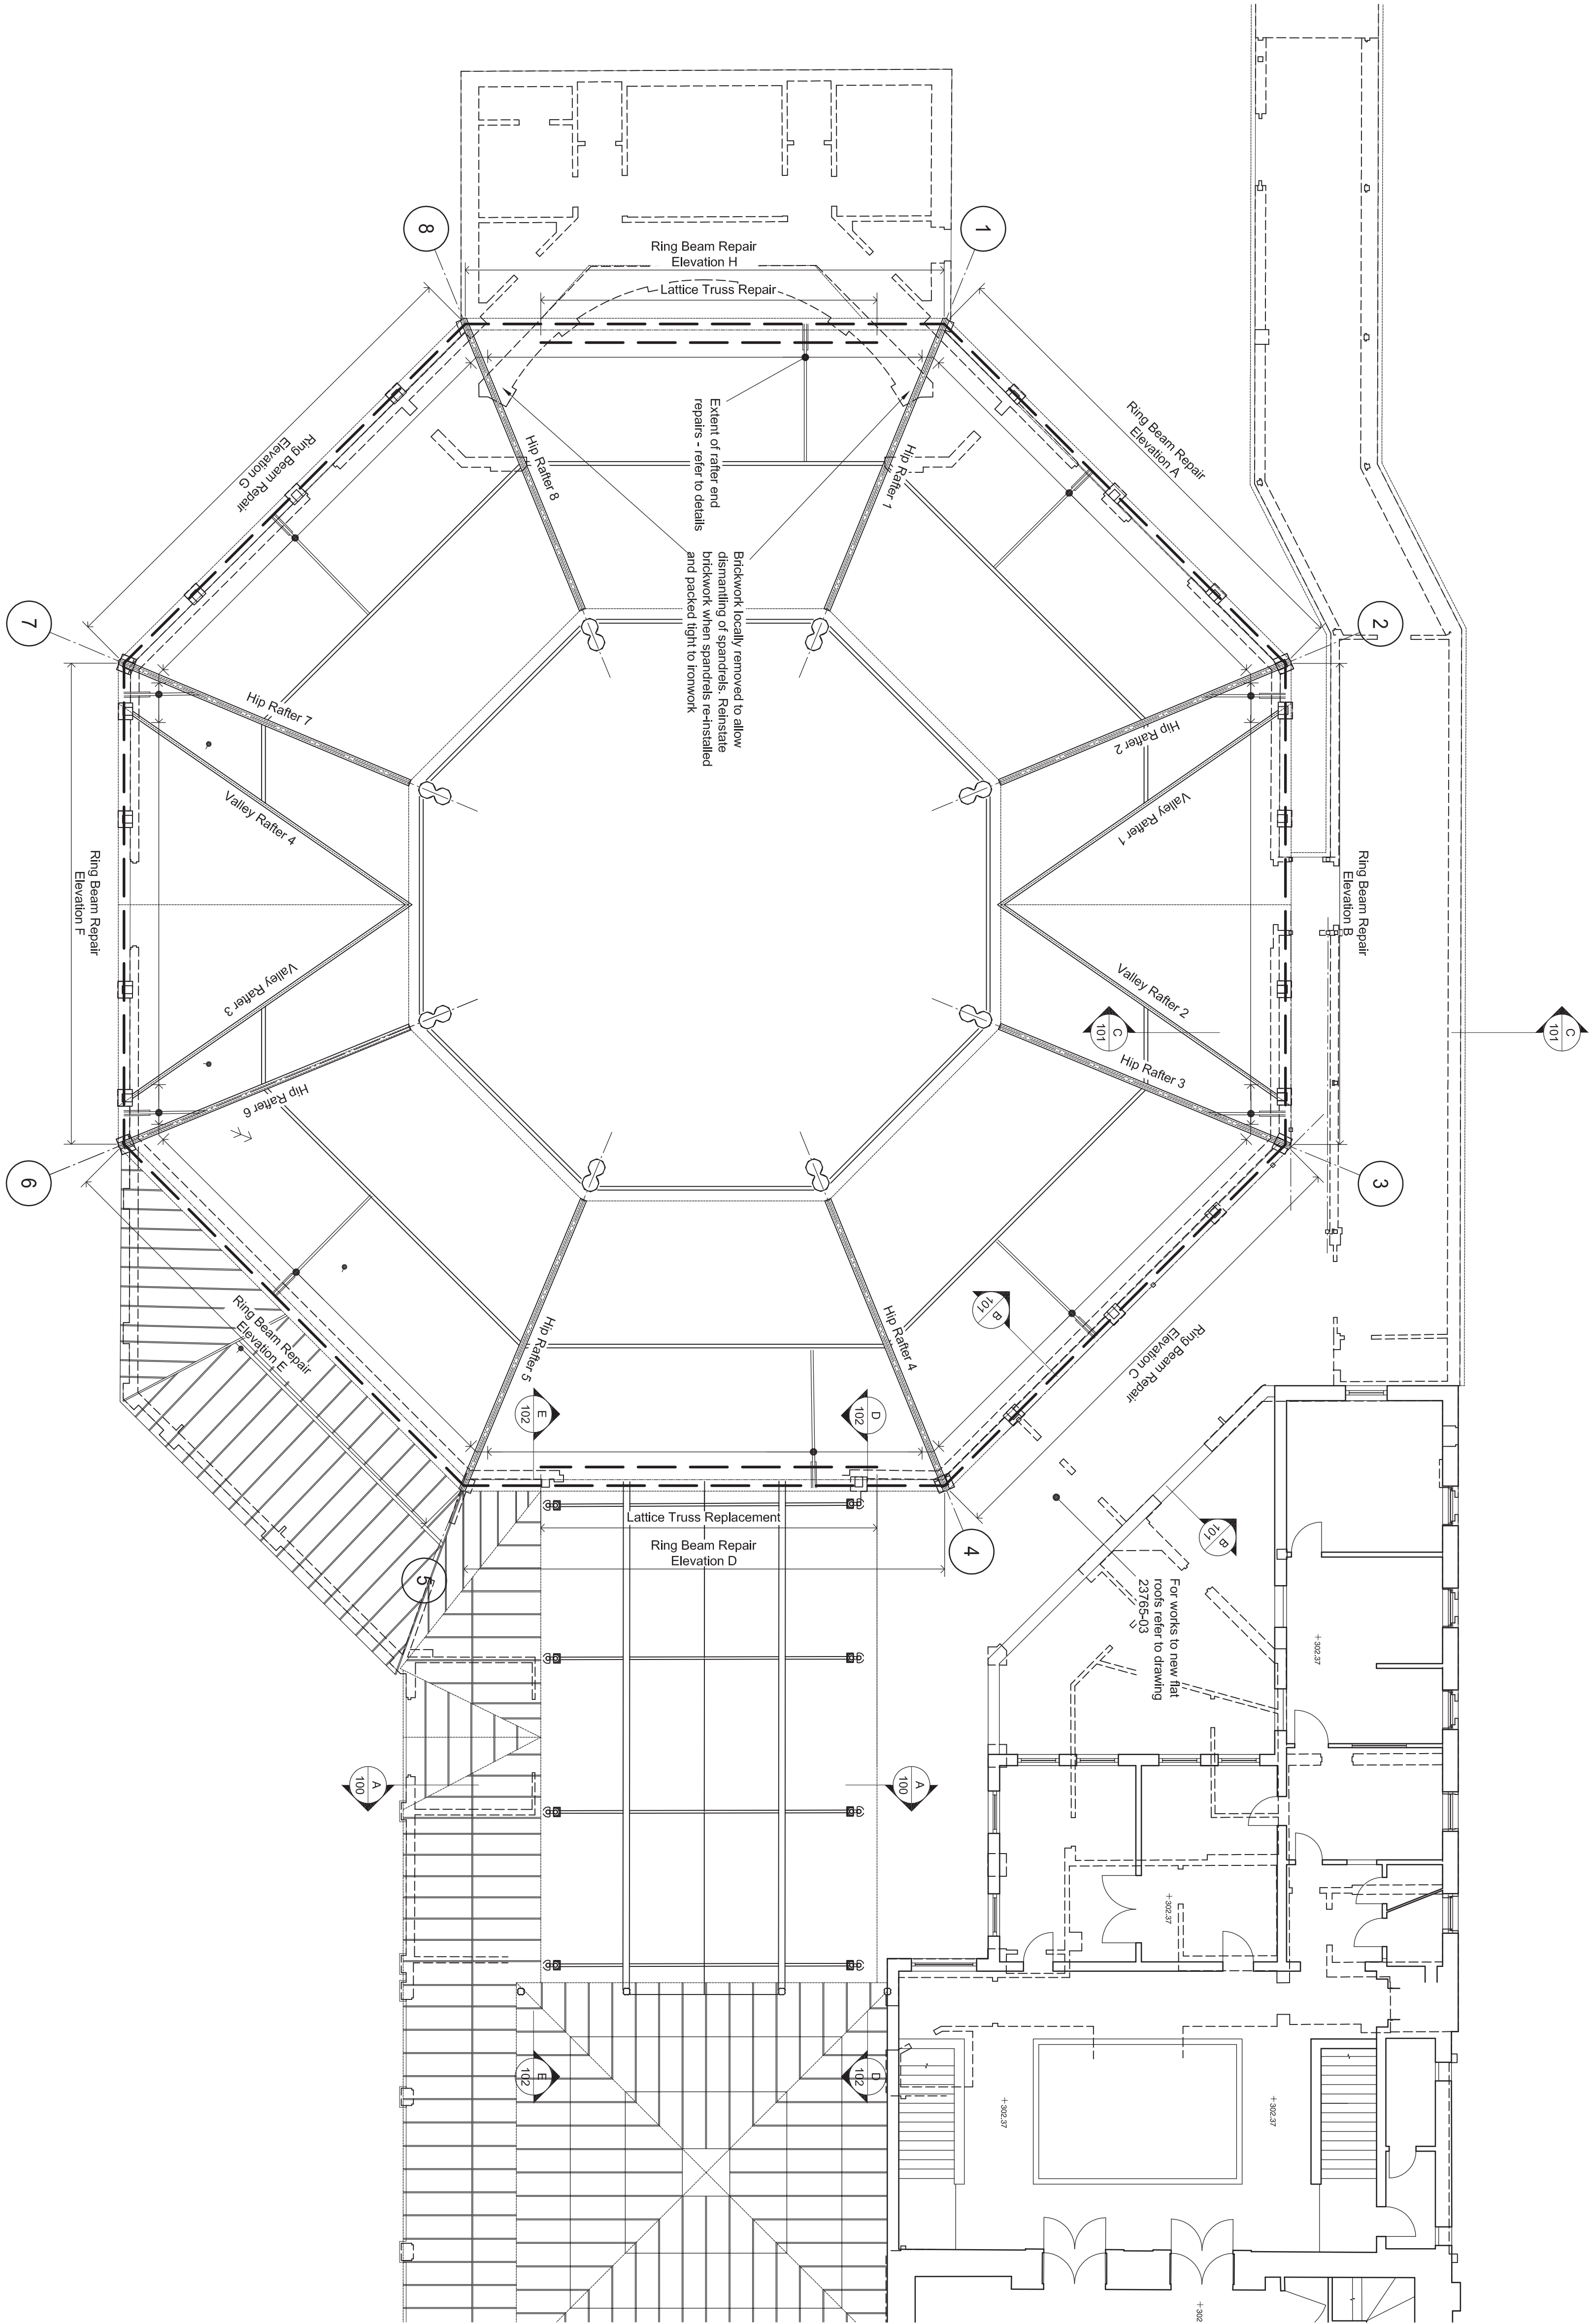 8
1
Ring Beam Repair
Elevation H
Lattice Truss Repair
Ring Beam Repair
Elevation A
Ring Beam Repair
Elevation G
Hip Rafter 8
Hip Rafter 1
Extent of rafter end
repairs - refer to details
Brickwork locally removed to allow
dismantling of spandrels. Reinstate
brickwork when spandrels re-installed
and packed tight to ironwork
7
2
Hip Rafter 7
Hip Rafter 2
Valley Rafter 4
Valley Rafter 1
Ring Beam Repair
Elevation F
Ring Beam Repair
Elevation B
Valley Rafter 3
Valley Rafter 2
C
101
C
101
Hip Rafter 6
Hip Rafter 3
6
3
Ring Beam Repair
Elevation E
Hip Rafter 5
Hip Rafter 4
B
101
Ring Beam Repair
Elevation C
E
102
D
102
Lattice Truss Replacement
Ring Beam Repair
Elevation D
5
4
B
101
For works to new flat
roofs refer to drawing
23765-03
+302.37
A
100
A
100
+302.37
E
102
D
102
+302.37
+302.37
+302